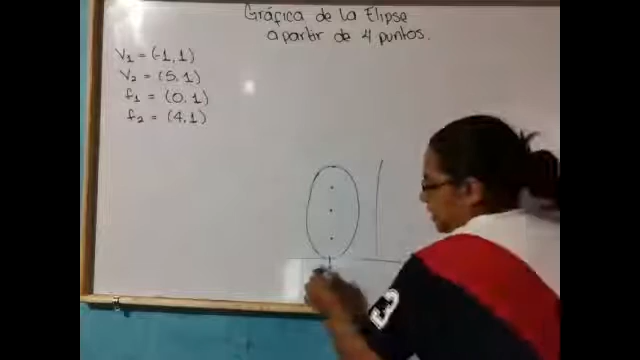 Gráfica de la Elipse
a partir de 4 puntos.
V₁ = (-1, 1)
V₂ = (5, 1)
f₁ = (0, 1)
f₂ = (4, 1)